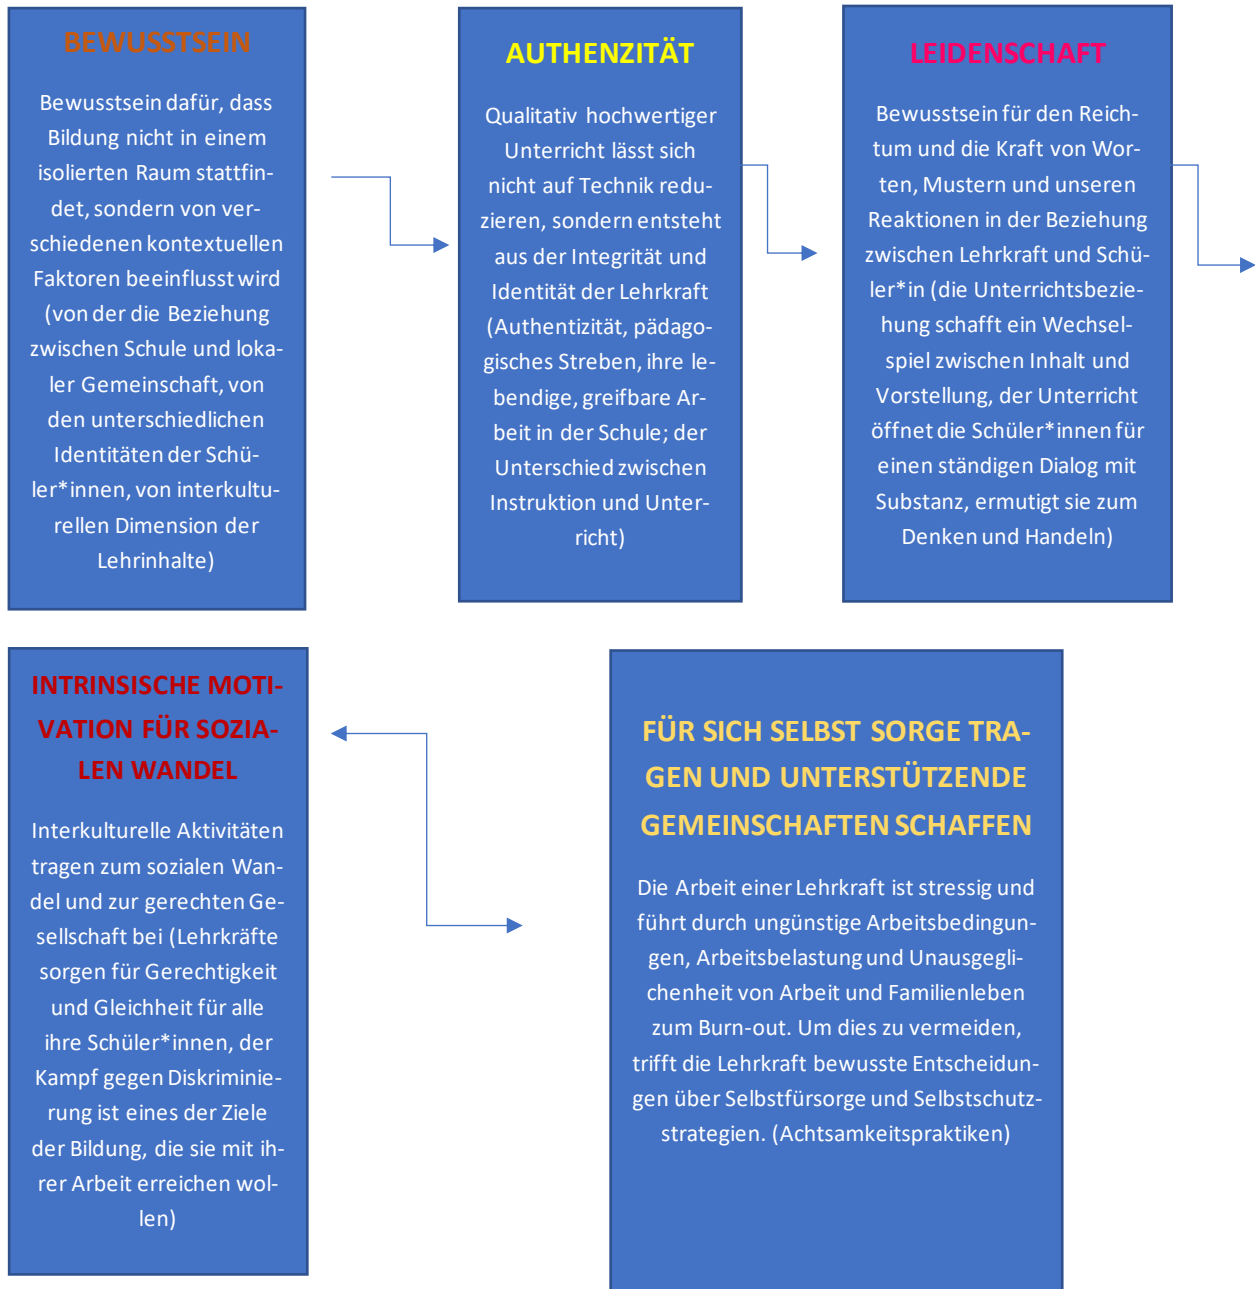 BEWUSSTSEIN
Bewusstsein dafür, dass
Bildung nicht in einem
isolierten Raum stattfin-
det, sondern von ver-
schiedenen kontextuellen
Faktoren beeinflusst wird
(von der die Beziehung
zwischen Schule und loka-
ler Gemeinschaft, von
den unterschiedlichen
Identitäten der Schü-
ler*innen, von interkultu-
rellen Dimension der
Lehrinhalte)
AUTHENZITÄT
Qualitativ hochwertiger
Unterricht lässt sich
nicht auf Technik redu-
zieren, sondern entsteht
aus der Integrität und
Identität der Lehrkraft
(Authentizität, pädago-
gisches Streben, ihre le-
bendige, greifbare Ar-
beit in der Schule; der
Unterschied zwischen
Instruktion und Unter-
richt)
LEIDENSCHAFT
Bewusstsein für den Reich-
tum und die Kraft von Wor-
ten, Mustern und unseren
Reaktionen in der Beziehung
zwischen Lehrkraft und Schü-
ler*in (die Unterrichtsbezie-
hung schafft ein Wechsel-
spiel zwischen Inhalt und
Vorstellung, der Unterricht
öffnet die Schüler*innen für
einen ständigen Dialog mit
Substanz, ermutigt sie zum
Denken und Handeln)
INTRINSISCHE MOTI-
VATION FÜR SOZIA-
LEN WANDEL
Interkulturelle Aktivitäten
tragen zum sozialen Wan-
del und zur gerechten Ge-
sellschaft bei (Lehrkräfte
sorgen für Gerechtigkeit
und Gleichheit für alle
ihre Schüler*innen, der
Kampf gegen Diskriminie-
rung ist eines der Ziele
der Bildung, die sie mit ih-
rer Arbeit erreichen wol-
len)
FÜR SICH SELBST SORGE TRA-
GEN UND UNTERSTÜTZENDE
GEMEINSCHAFTEN SCHAFFEN
Die Arbeit einer Lehrkraft ist stressig und
führt durch ungünstige Arbeitsbedingun-
gen, Arbeitsbelastung und Unausgegli-
chenheit von Arbeit und Familienleben
zum Burn-out. Um dies zu vermeiden,
trifft die Lehrkraft bewusste Entscheidun-
gen über Selbstfürsorge und Selbstschutz-
strategien. (Achtsamkeitspraktiken)